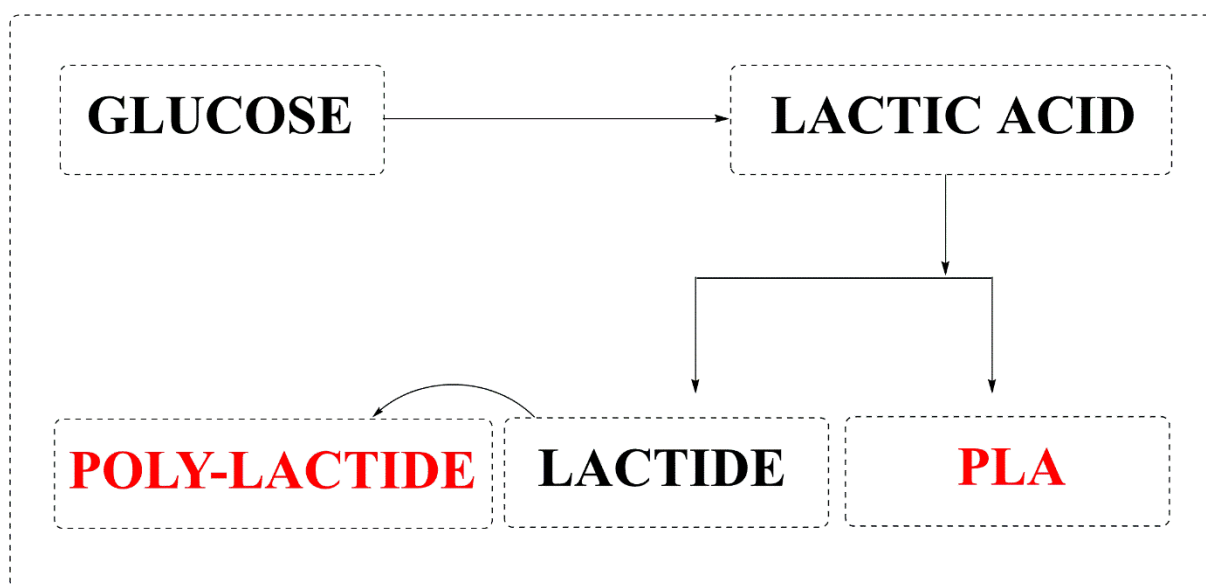 GLUCOSE
LACTIC ACID
POLY-LACTIDE
LACTIDE
PLA